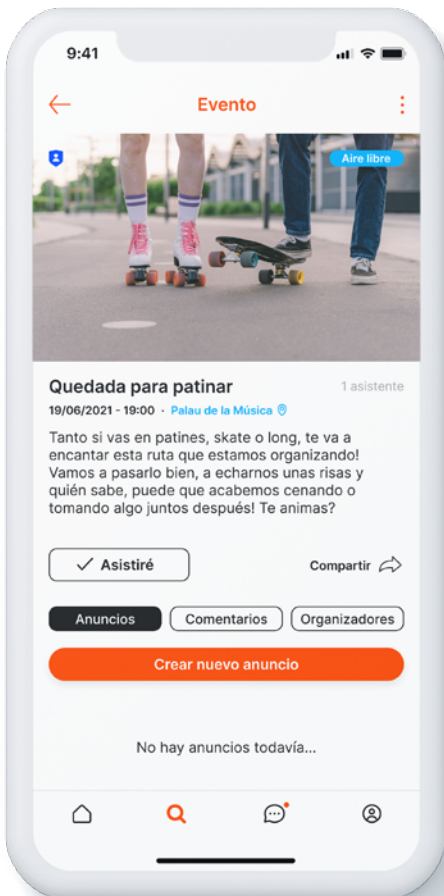 9:41
Evento
Aire libre
Quedada para patinar
1 asistente
19/06/2021 - 19:00 · Palau de la Música
Tanto si vas en patines, skate o long, te va a
encantar esta ruta que estamos organizando!
Vamos a pasarlo bien, a echarnos unas risas y
quién sabe, puede que acabemos cenando o
tomando algo juntos después! Te animas?
Asistiré
Compartir
Anuncios
Comentarios
Organizadores
Crear nuevo anuncio
No hay anuncios todavía...